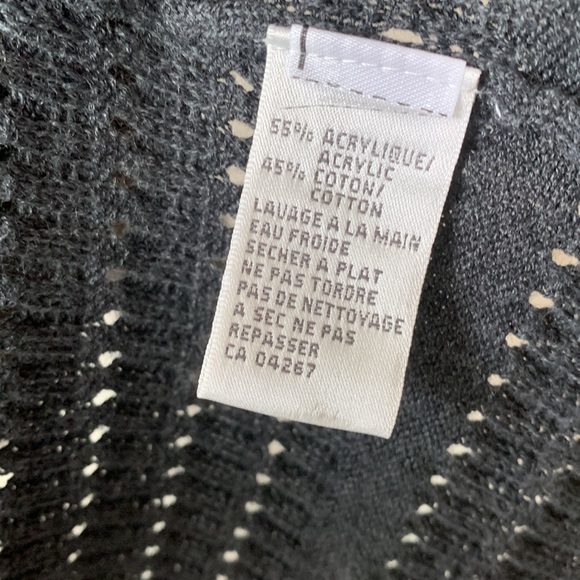 55% ACRYLIQUE/
ACRYLIC
45% COTON/
COTTON
LAVAGE A LA MAIN
EAU FROIDE
SECHER A PLAT
NE PAS TORDRE
PAS DE NETTOYAGE
A SEC NE PAS
REPASSER
CA 04267